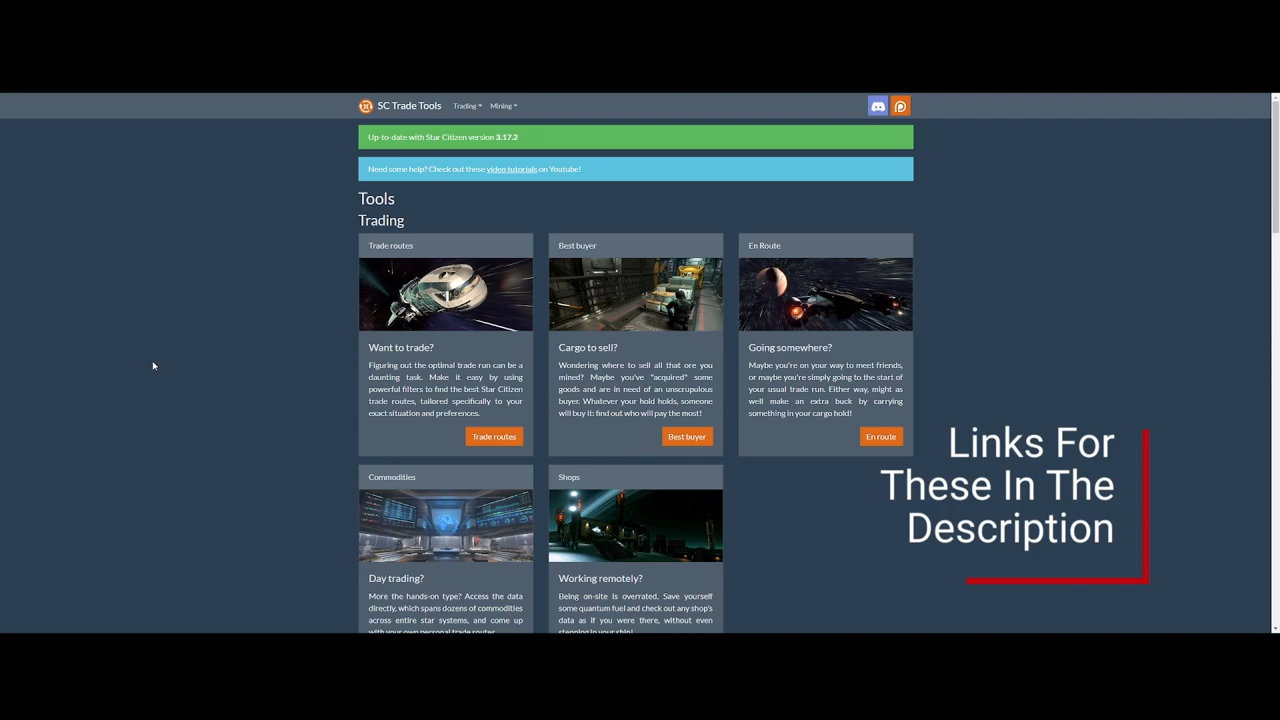 SC Trade Tools
Trading
Mining
Up-to-date with Star Citizen version 3.17.2
Need some help? Check out these video tutorials on Youtube!
Tools
Trading
Trade routes
Want to trade?
Figuring out the optimal trade run can be a
daunting task. Make it easy by using
powerful filters to find the best Star Citizen
trade routes, tailored specifically to your
exact situation and preferences.
Trade routes
Best buyer
Cargo to sell?
Wondering where to sell all that ore you
mined? Maybe you've "acquired" some
goods and are in need of an unscrupulous
buyer. Whatever your hold holds, someone
will buy it: find out who will pay the most!
Best buyer
En Route
Going somewhere?
Maybe you're on your way to meet friends,
or maybe you're simply going to the start of
your usual trade run. Either way, might as
well make an extra buck by carrying
something in your cargo hold!
En route
Links For
These In The
Description
Commodities
Day trading?
More the hands-on type? Access the data
directly, which spans dozens of commodities
across entire star systems, and come up
with your own personal trade routes.
Shops
Working remotely?
Being on-site is overrated. Save yourself
some quantum fuel and check out any shop's
data as if you were there, without even
stepping in your ship!